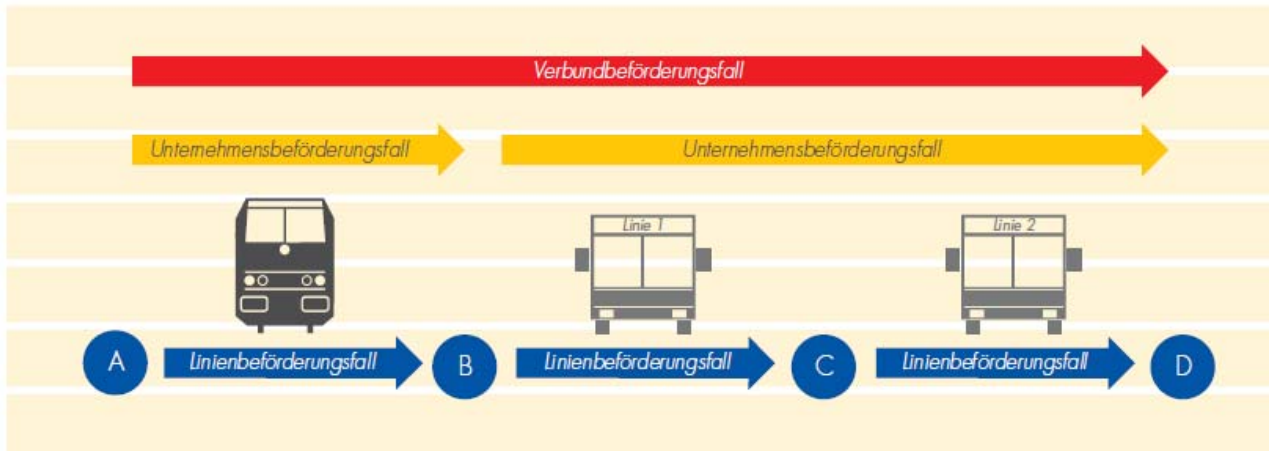 Verbundbeförderungsfall
Unternehmensbeförderungsfall
Unternehmensbeförderungsfall
Linie 1
Linie 2
A
Linienbeförderungsfall
B
Linienbeförderungsfall
C
Linienbeförderungsfall
D